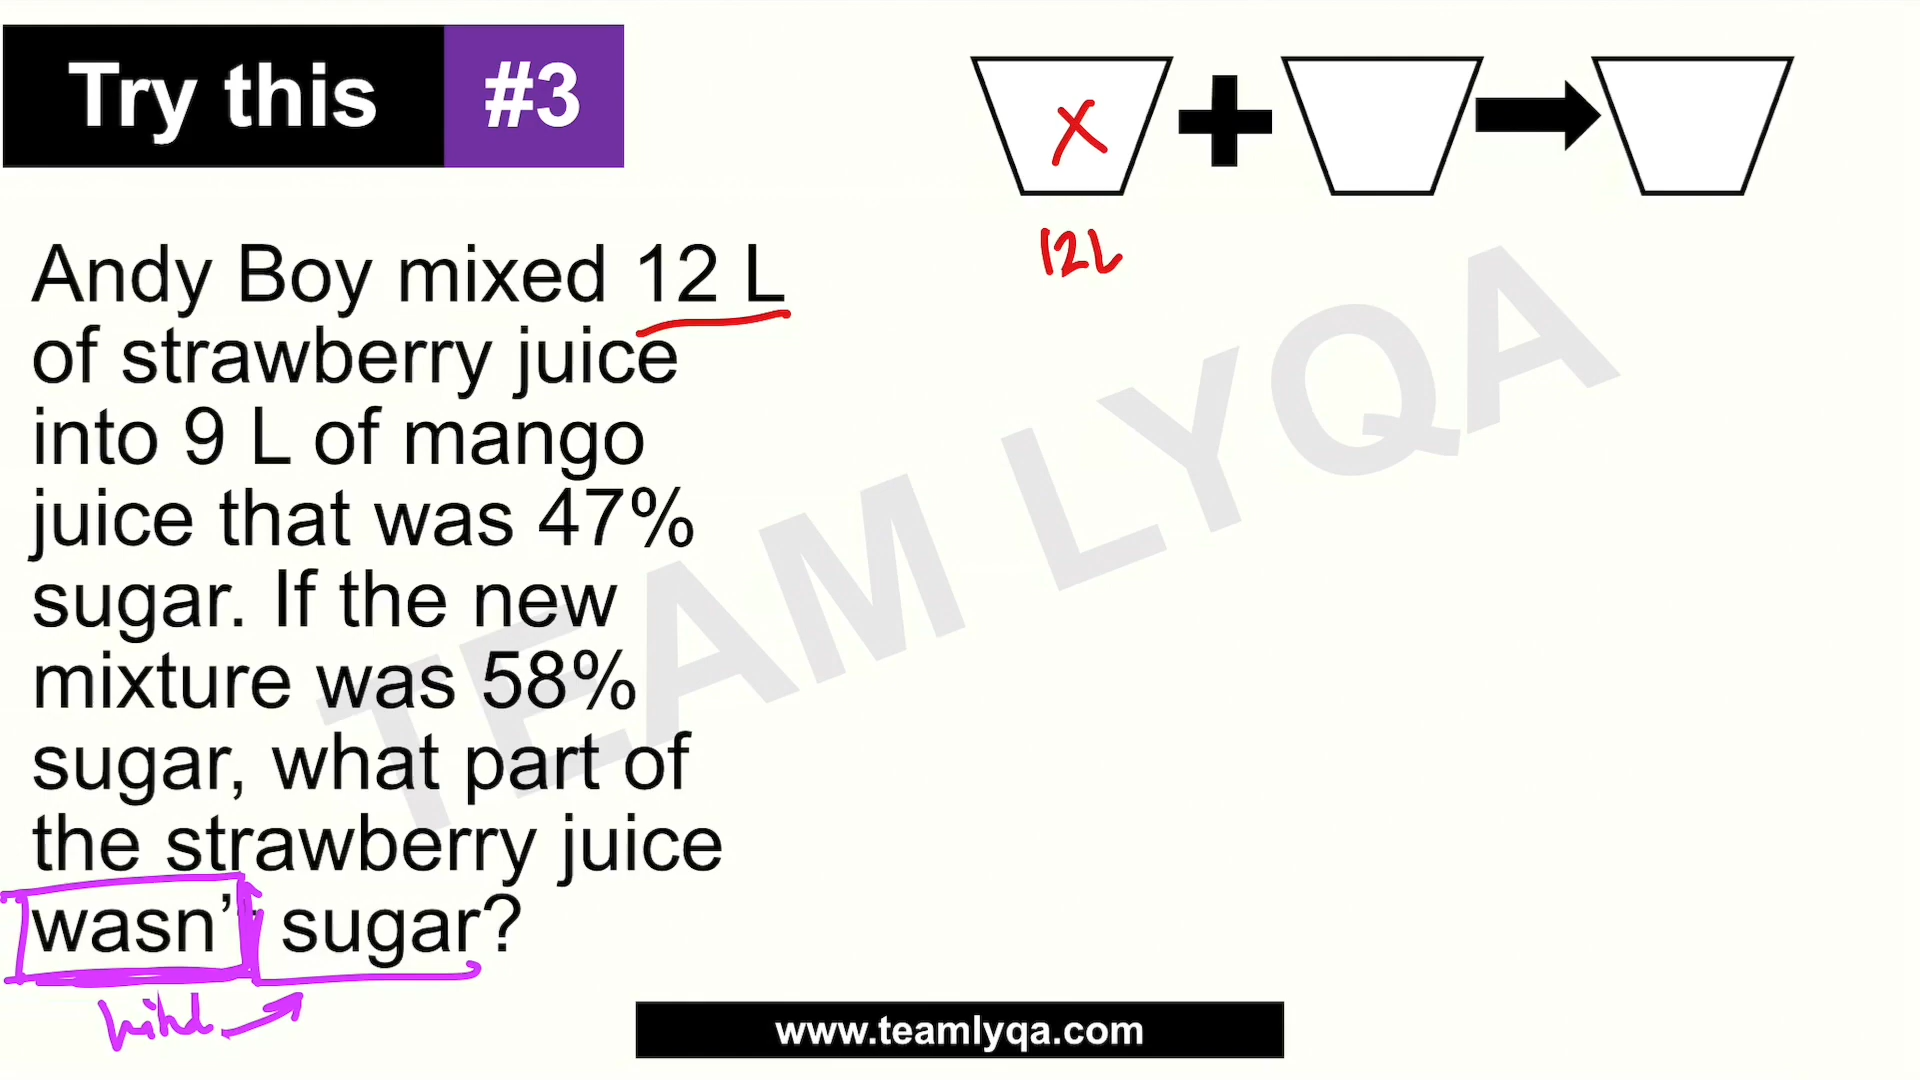 Try this #3
X
12L
Andy Boy mixed 12 L
of strawberry juice
into 9 L of mango
juice that was 47%
sugar. If the new
mixture was 58%
sugar, what part of
the strawberry juice
wasn't sugar?
hindi
TEAM LYQA
www.teamlyqa.com